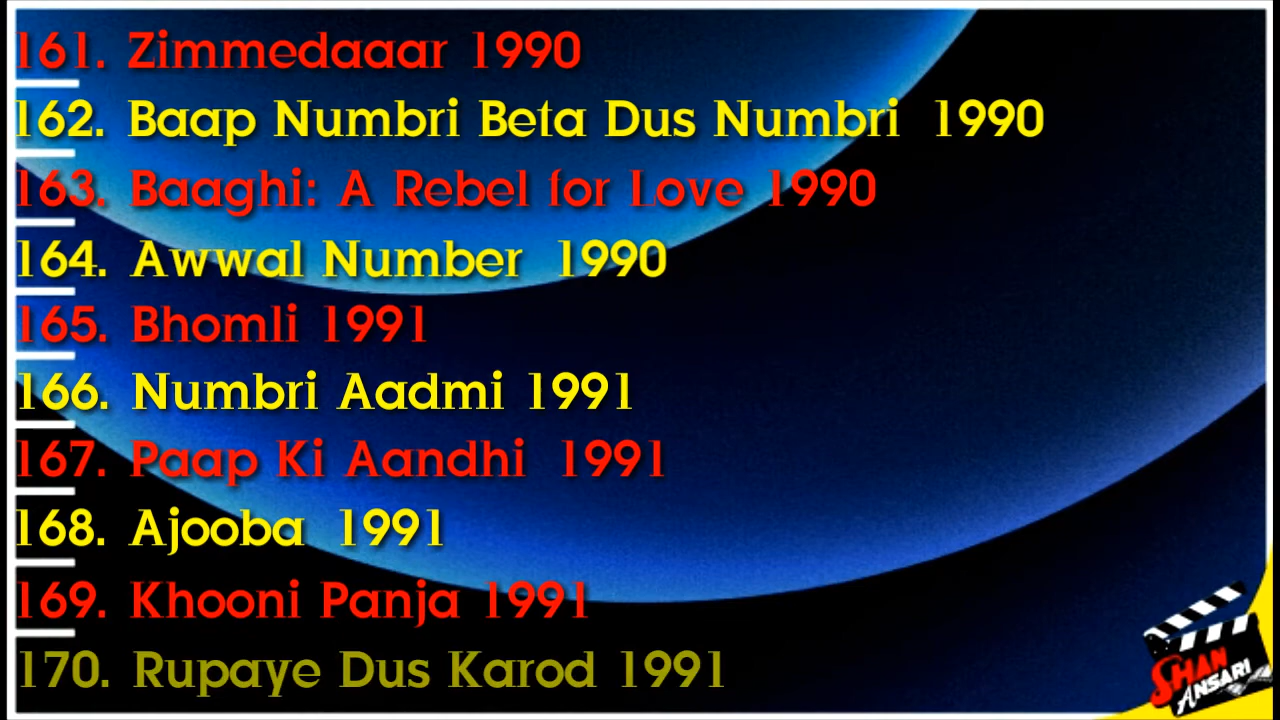 161. Zimmedaaar 1990
162. Baap Numbri Beta Dus Numbri 1990
163. Baaghi: A Rebel for Love 1990
164. Awwal Number 1990
165. Bhomli 1991
166. Numbri Aadmi 1991
167. Paap Ki Aandhi 1991
168. Ajooba 1991
169. Khooni Panja 1991
170. Rupaye Dus Karod 1991
SHAN
ANSARI